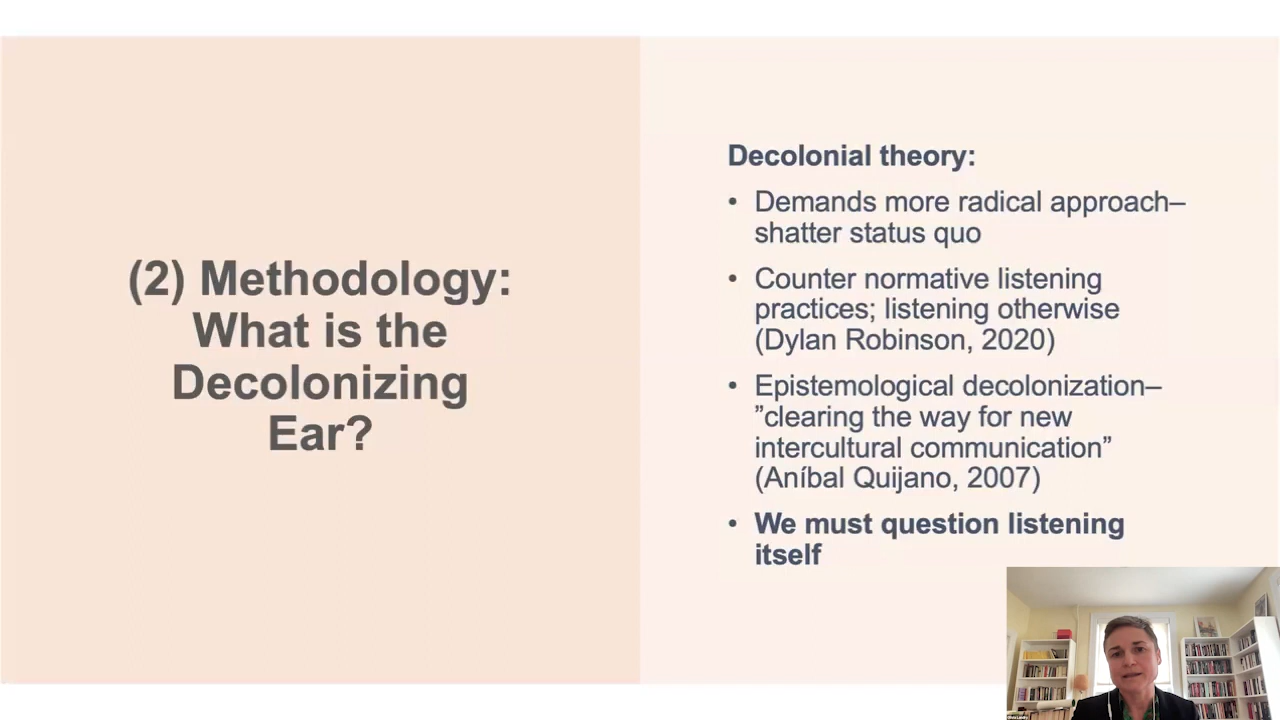 (2) Methodology:
What is the
Decolonizing
Ear?
Decolonial theory:
• Demands more radical approach–
shatter status quo
• Counter normative listening
practices; listening otherwise
(Dylan Robinson, 2020)
• Epistemological decolonization–
”clearing the way for new
intercultural communication”
(Aníbal Quijano, 2007)
• We must question listening
itself